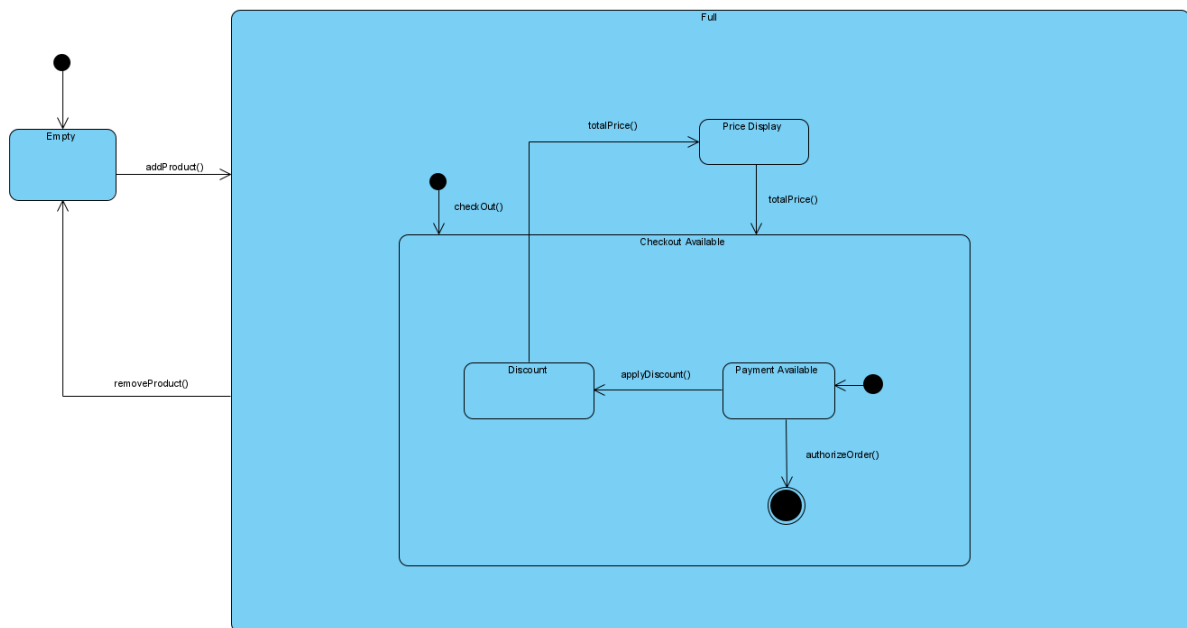 Full
totalPrice()
Price Display
Empty
addProduct()
checkOut()
totalPrice()
Checkout Available
Discount
applyDiscount()
Payment Available
removeProduct()
authorizeOrder()